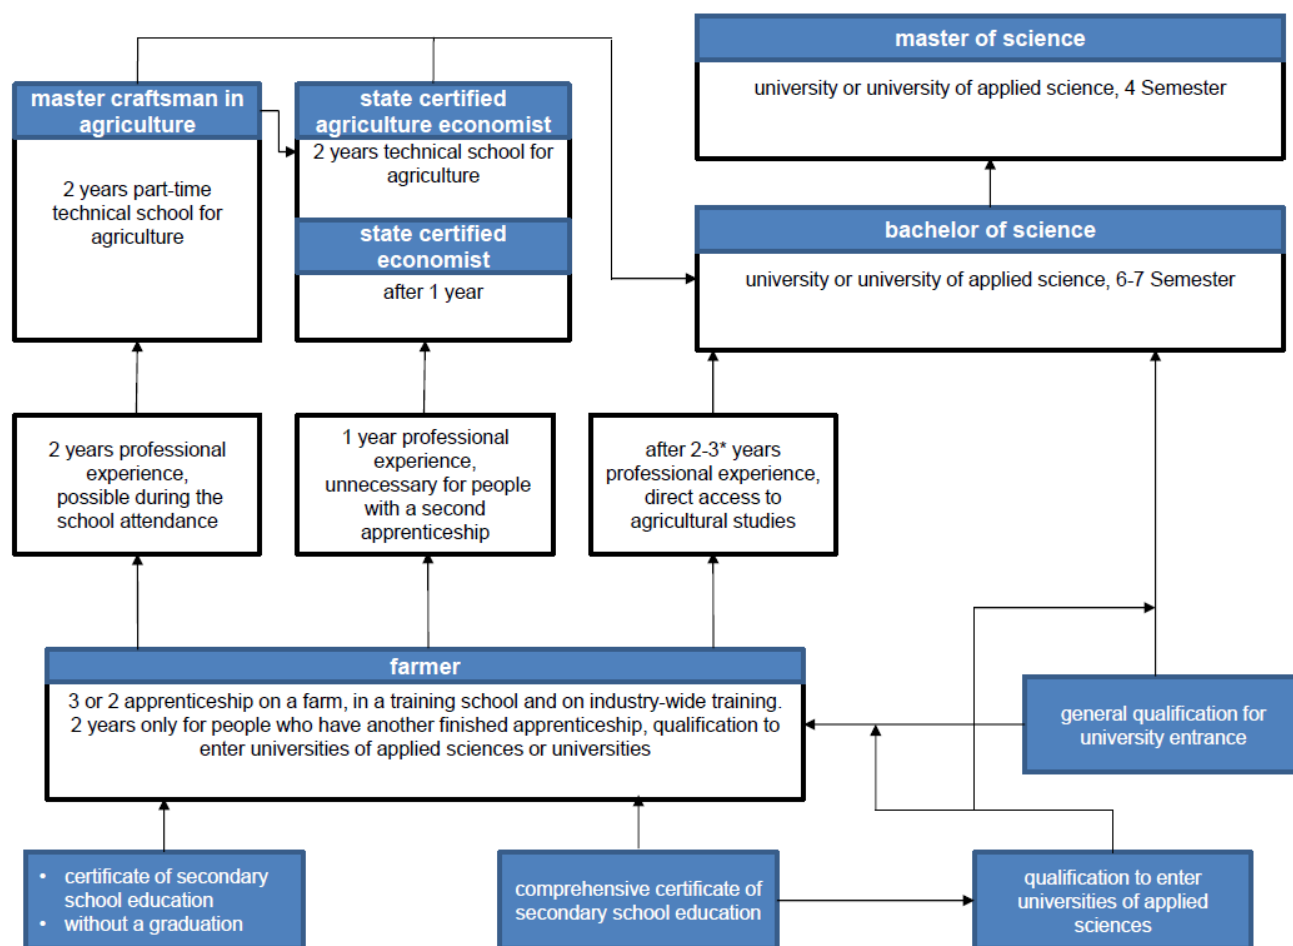 master of science
university or university of applied science, 4 Semester
master craftsman in
agriculture
2 years part-time
technical school for
agriculture
state certified
agriculture economist
2 years technical school for
agriculture
state certified
economist
after 1 year
bachelor of science
university or university of applied science, 6-7 Semester
2 years professional
experience,
possible during the
school attendance
1 year professional
experience,
unnecessary for people
with a second
apprenticeship
after 2-3* years
professional experience,
direct access to
agricultural studies
farmer
3 or 2 apprenticeship on a farm, in a training school and on industry-wide training.
2 years only for people who have another finished apprenticeship, qualification to
enter universities of applied sciences or universities
general qualification for
university entrance
• certificate of secondary
school education
• without a graduation
comprehensive certificate of
secondary school education
qualification to enter
universities of applied
sciences